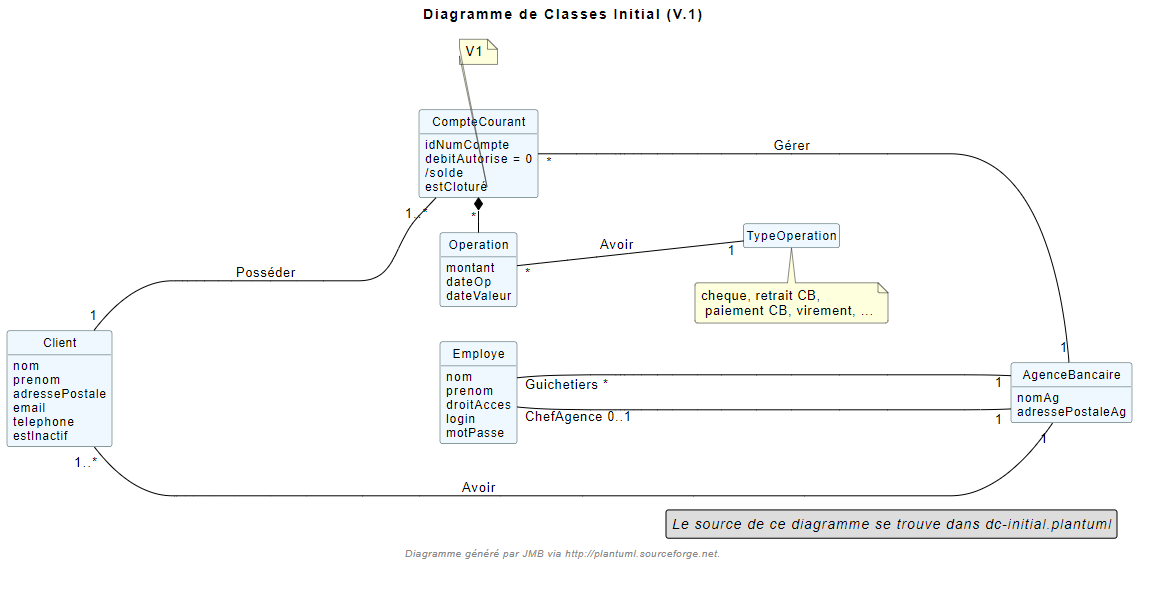 Diagramme de Classes Initial (V.1)
V1
CompteCourant
idNumCompte
debitAutorise = 0
/solde
estCloturé
*
Gérer
1..*
*
Operation
montant
dateOp
dateValeur
*
Avoir
1
TypeOperation
cheque, retrait CB,
paiement CB, virement, ...
Posséder
1
Client
nom
prenom
adressePostale
email
telephone
estInactif
1..*
Employe
nom
prenom
droitAcces
login
motPasse
Guichetiers *
ChefAgence 0..1
1
1
1
AgenceBancaire
nomAg
adressePostaleAg
1
Avoir
Le source de ce diagramme se trouve dans dc-initial.plantuml
Diagramme généré par JMB via http://plantuml.sourceforge.net.